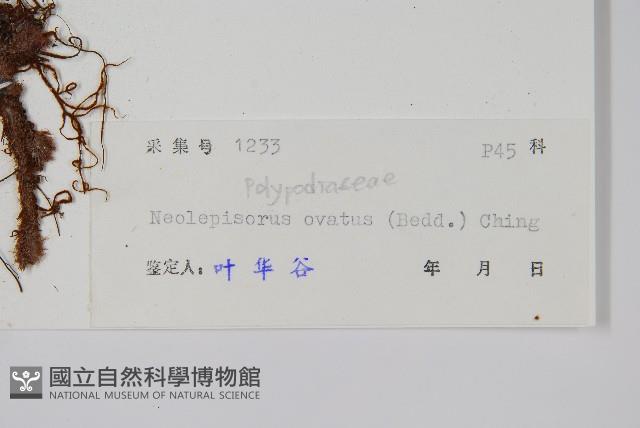 采集号 1233 P45 科
Polypodiaceae
Neolepisorus ovatus (Bedd.) Ching
鉴定人: 叶华谷 年 月 日
國立自然科學博物館
NATIONAL MUSEUM OF NATURAL SCIENCE